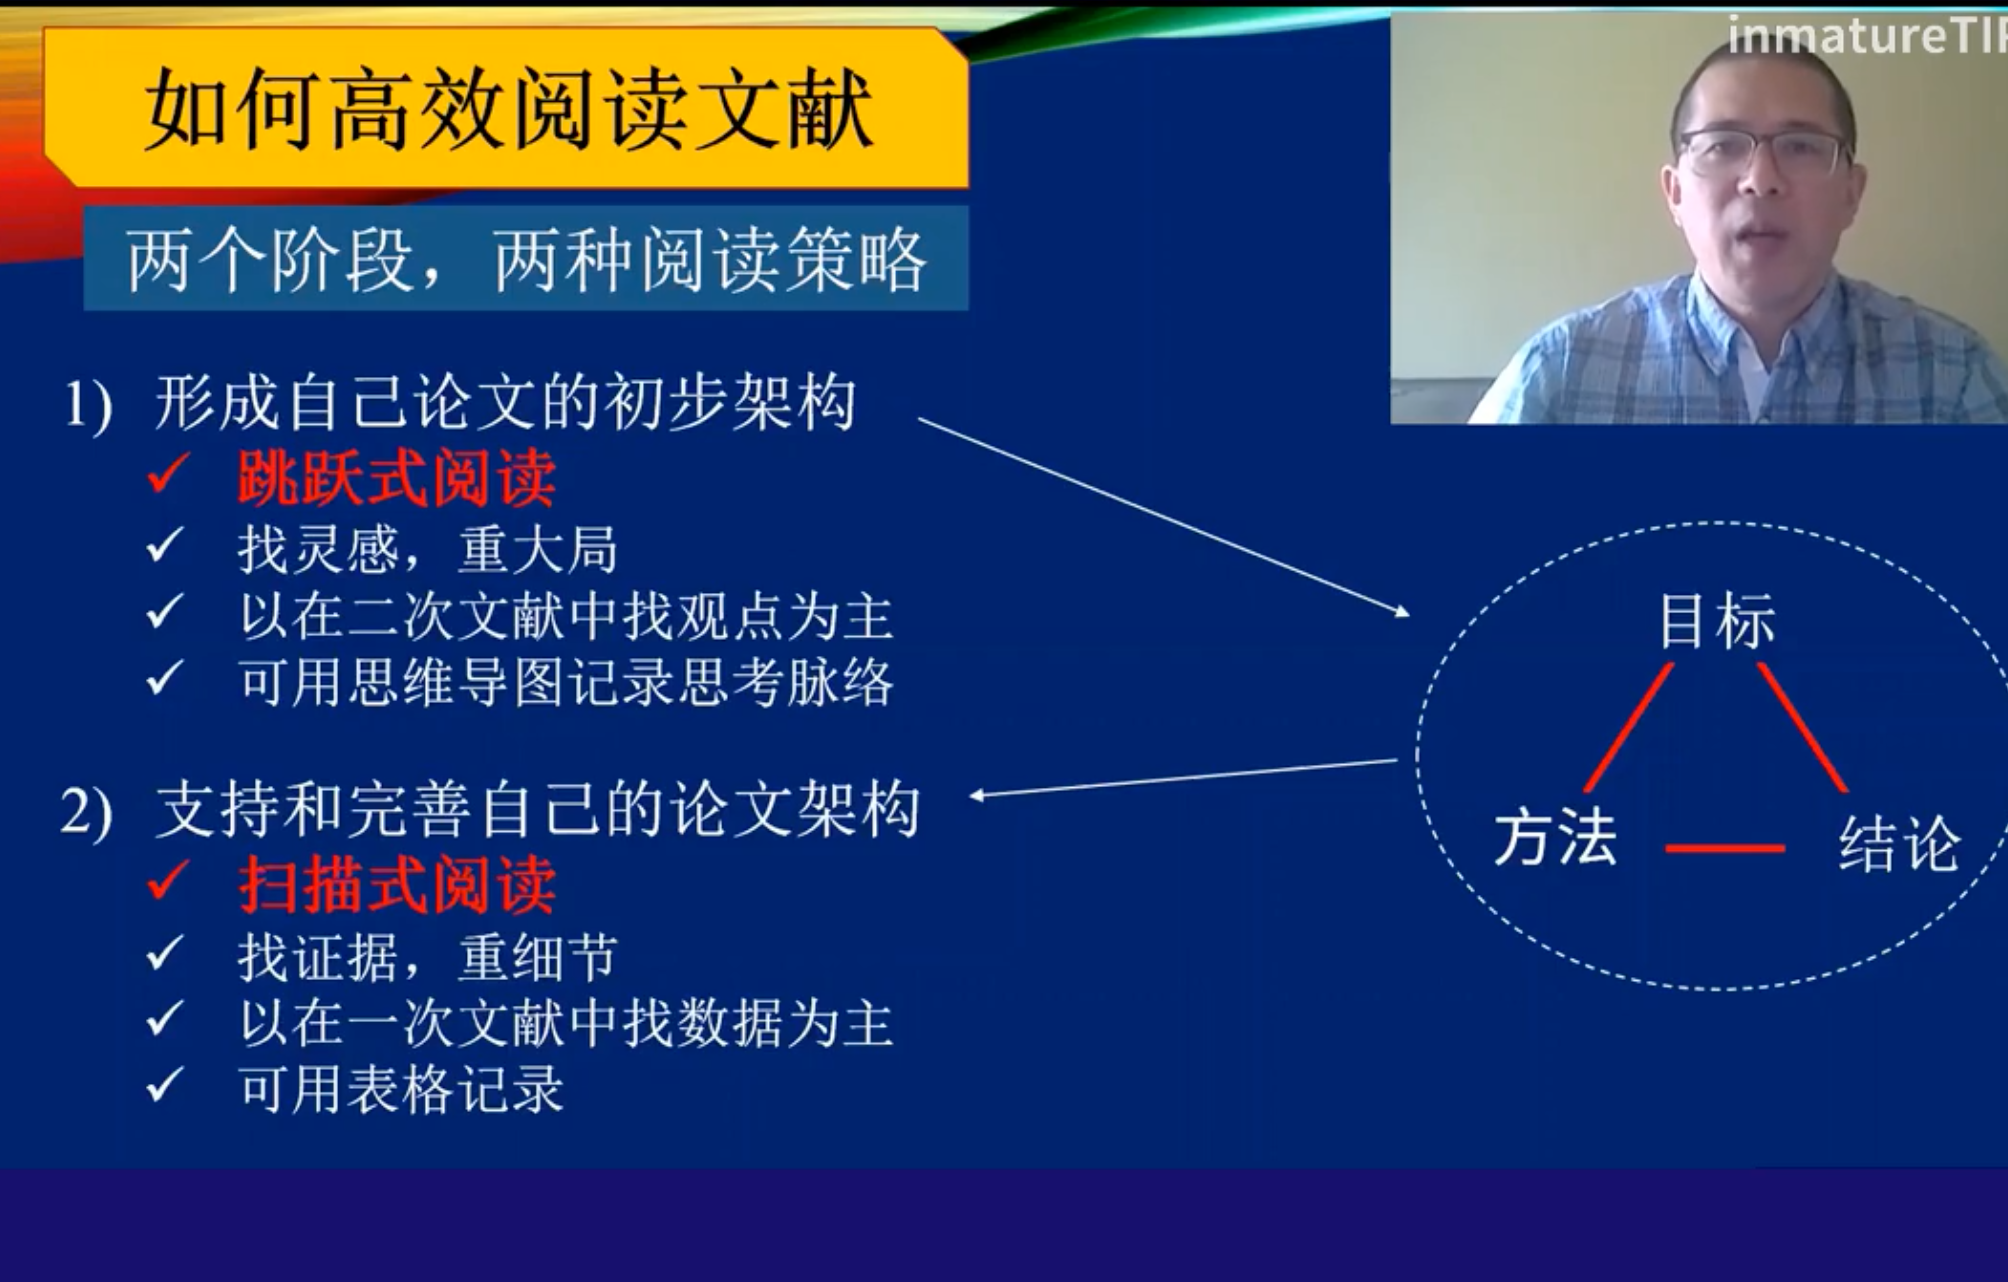 inmatureTIP
如何高效阅读文献
两个阶段，两种阅读策略
1) 形成自己论文的初步架构
✓ 跳跃式阅读
✓ 找灵感，重大局
✓ 以在二次文献中找观点为主
✓ 可用思维导图记录思考脉络
2) 支持和完善自己的论文架构
✓ 扫描式阅读
✓ 找证据，重细节
✓ 以在一次文献中找数据为主
✓ 可用表格记录
目标
方法
结论